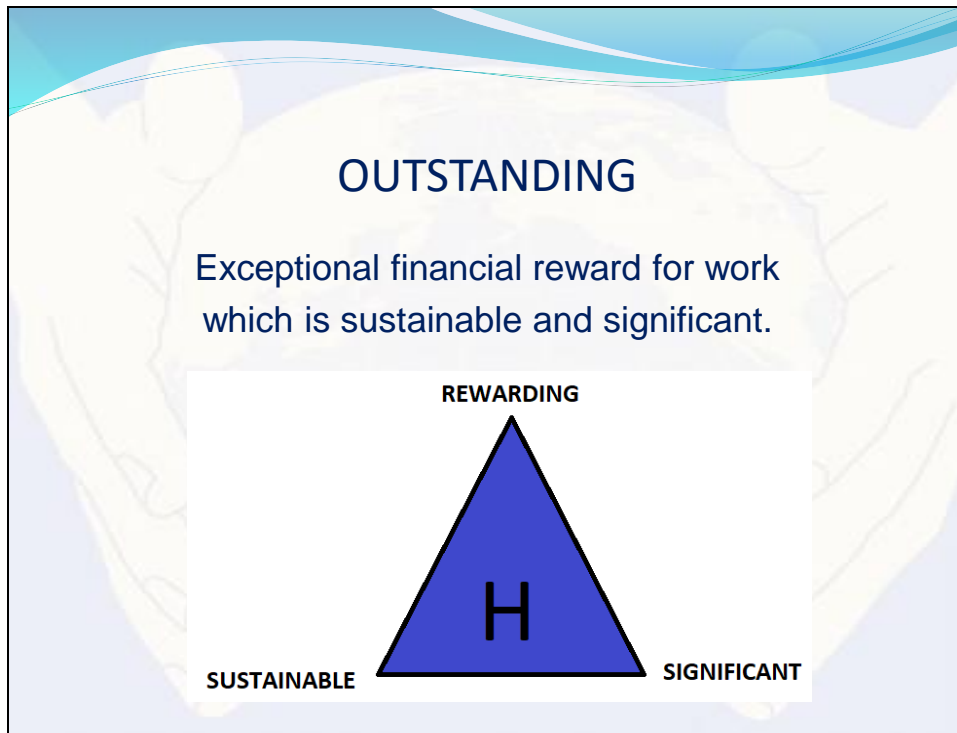 OUTSTANDING
Exceptional financial reward for work
which is sustainable and significant.
REWARDING
H
SUSTAINABLE
SIGNIFICANT